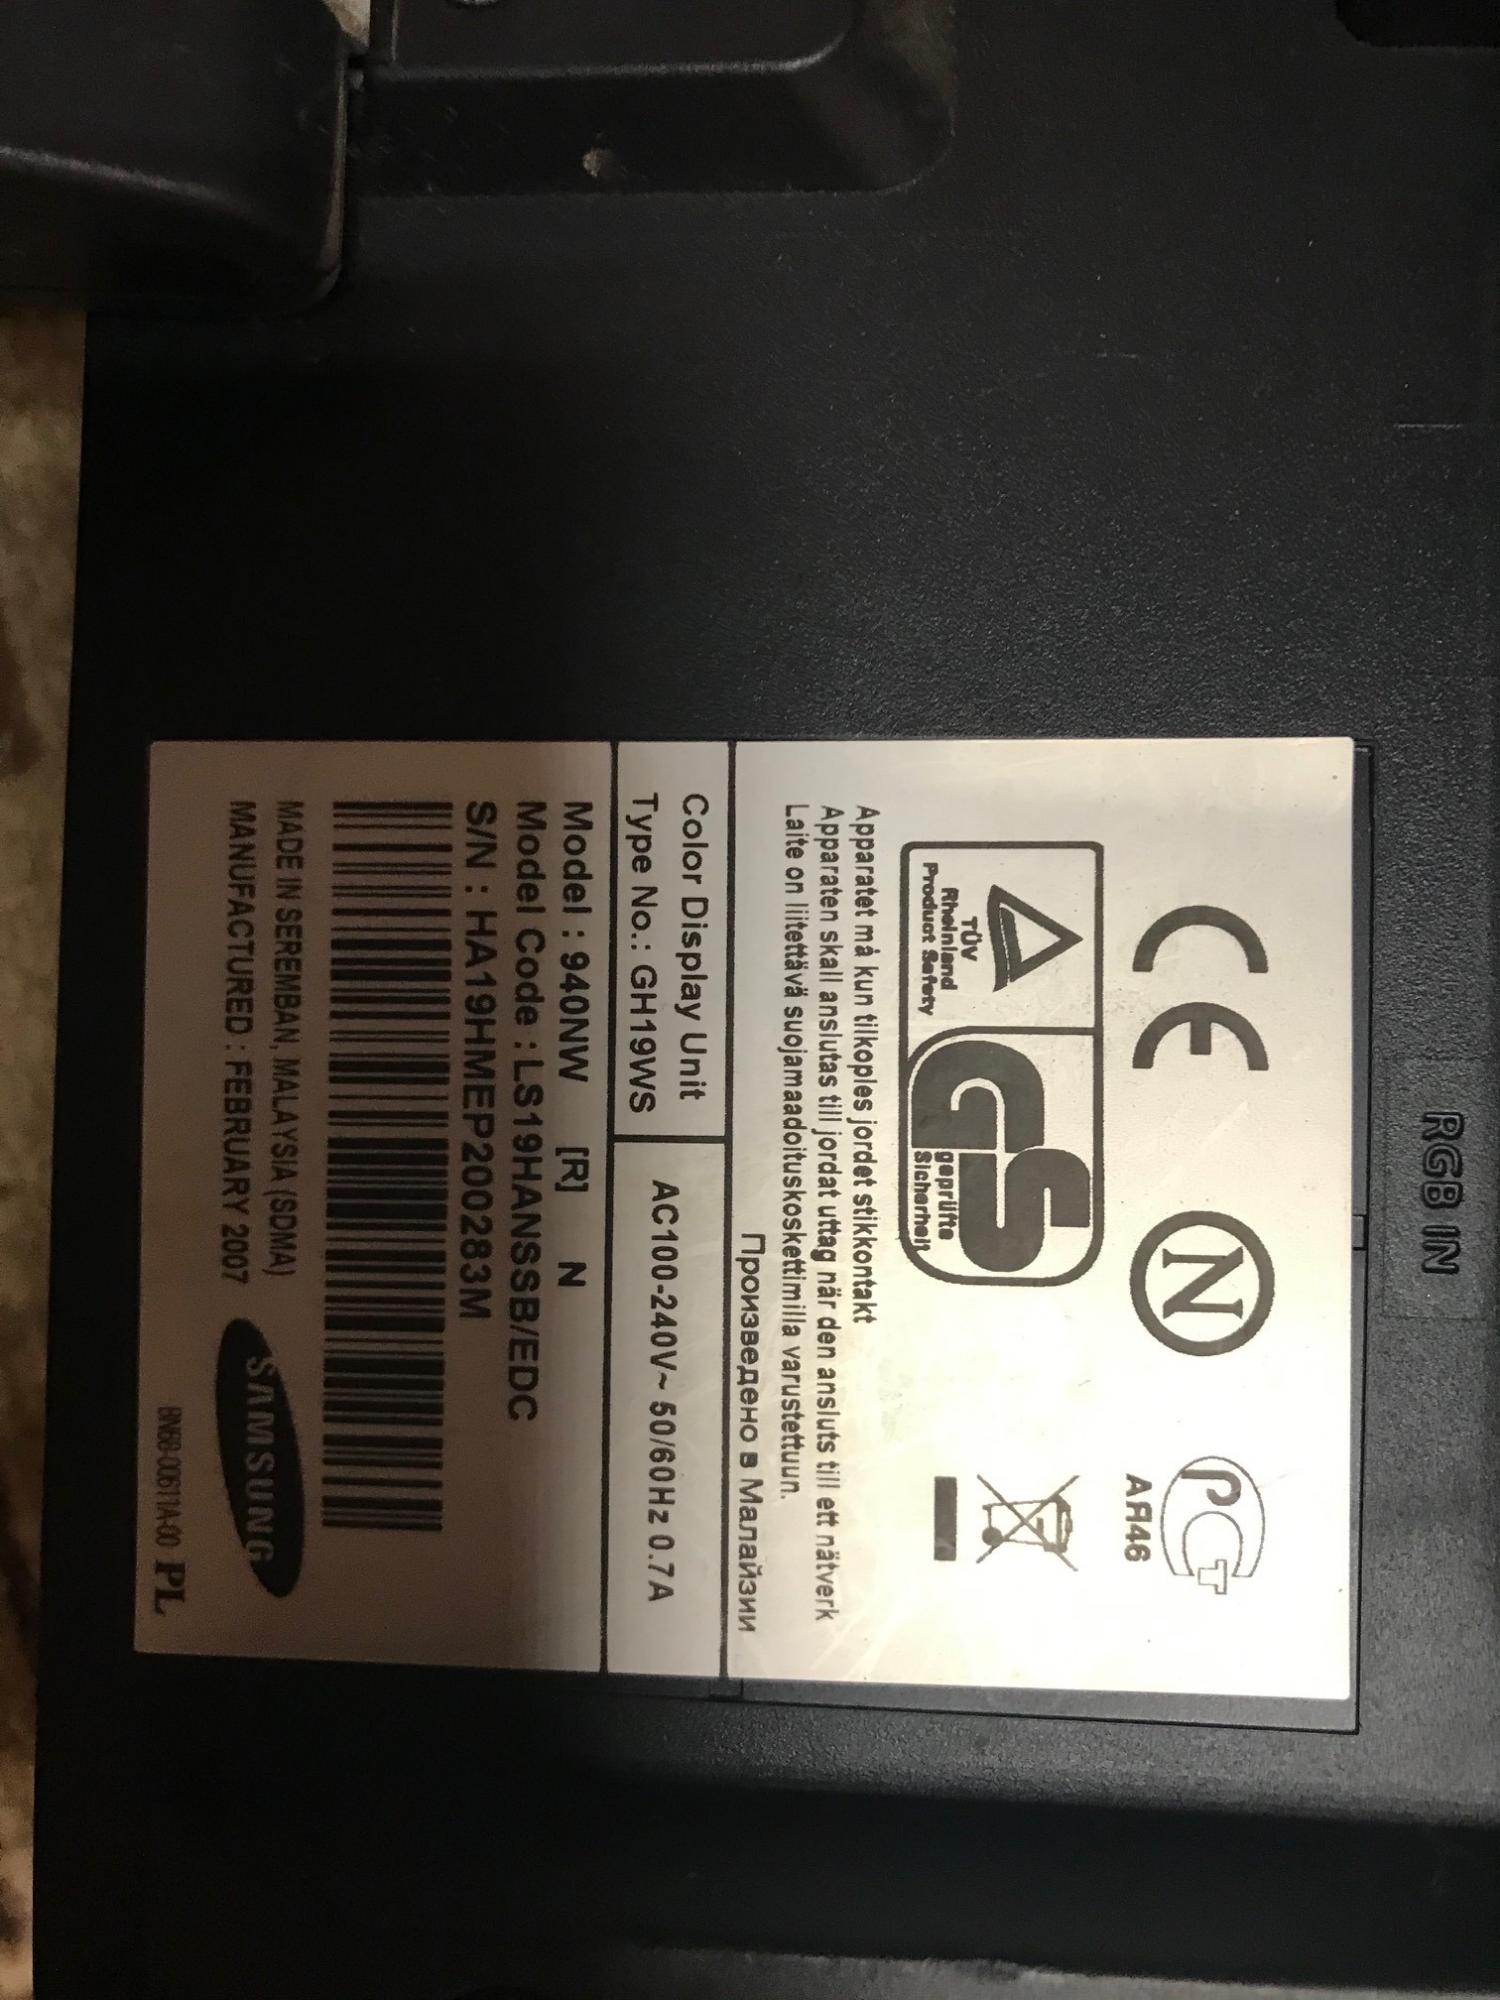 RGB IN
CE
N
PCT
АЯ46
TÜV
Rheinland
Product Safety
GS
geprüfte
Sicherheit
Apparatet må kun tilkoples jordet stikkontakt
Apparaten skall anslutas till jordat uttag när den ansluts till ett nätverk
Laite on liitettävä suojamaadoituskoskettimilla varustettuun.
Произведено в Малайзии
Color Display Unit
Type No.: GH19WS
AC100-240V~ 50/60Hz 0.7A
Model : 940NW [R] N
Model Code : LS19HANSSB/EDC
S/N : HA19HMEP200283M
MADE IN SEREMBAN, MALAYSIA (SDMA)
MANUFACTURED : FEBRUARY 2007
SAMSUNG
BN68-00611A-00 PL